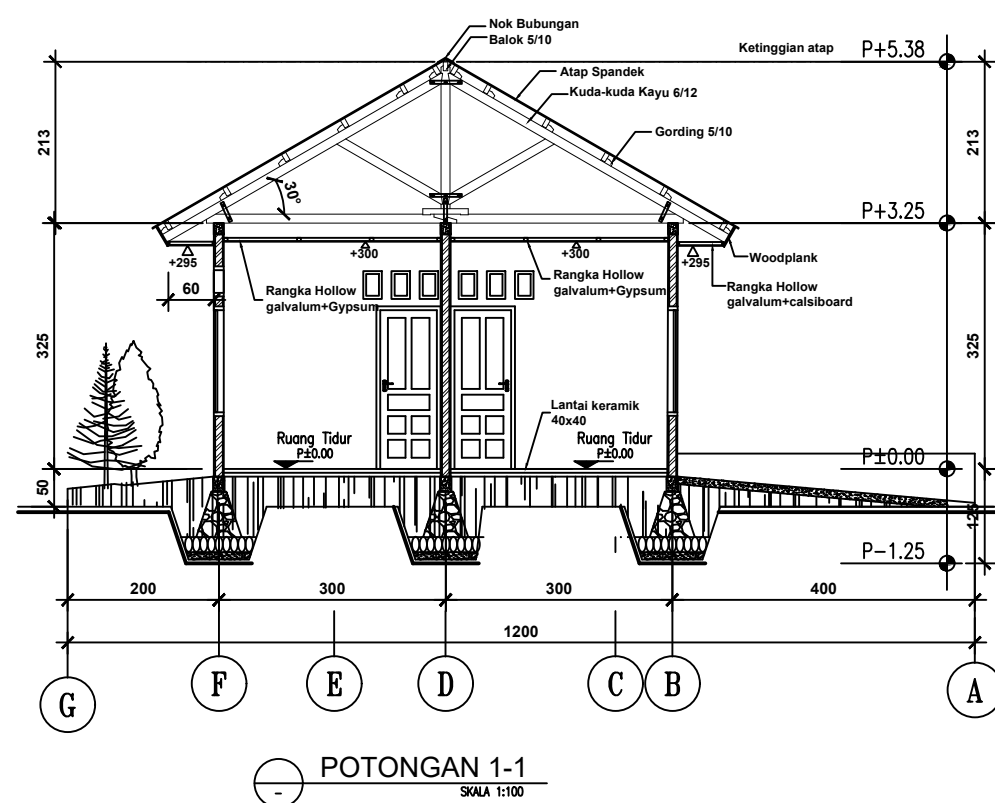 Nok Bubungan
Balok 5/10
Ketinggian atap P+5.38
Atap Spandek
Kuda-kuda Kayu 6/12
Gording 5/10
213
213
30°
P+3.25
+295
+300
+300
+295
Woodplank
60
Rangka Hollow
galvalum+Gypsum
Rangka Hollow
galvalum+Gypsum
Rangka Hollow
galvalum+calsiboard
325
325
Lantai keramik
40x40
Ruang Tidur
P±0.00
Ruang Tidur
P±0.00
P±0.00
50
125
P−1.25
200
300
300
400
1200
G
F
E
D
C
B
A
POTONGAN 1-1
-
SKALA 1:100